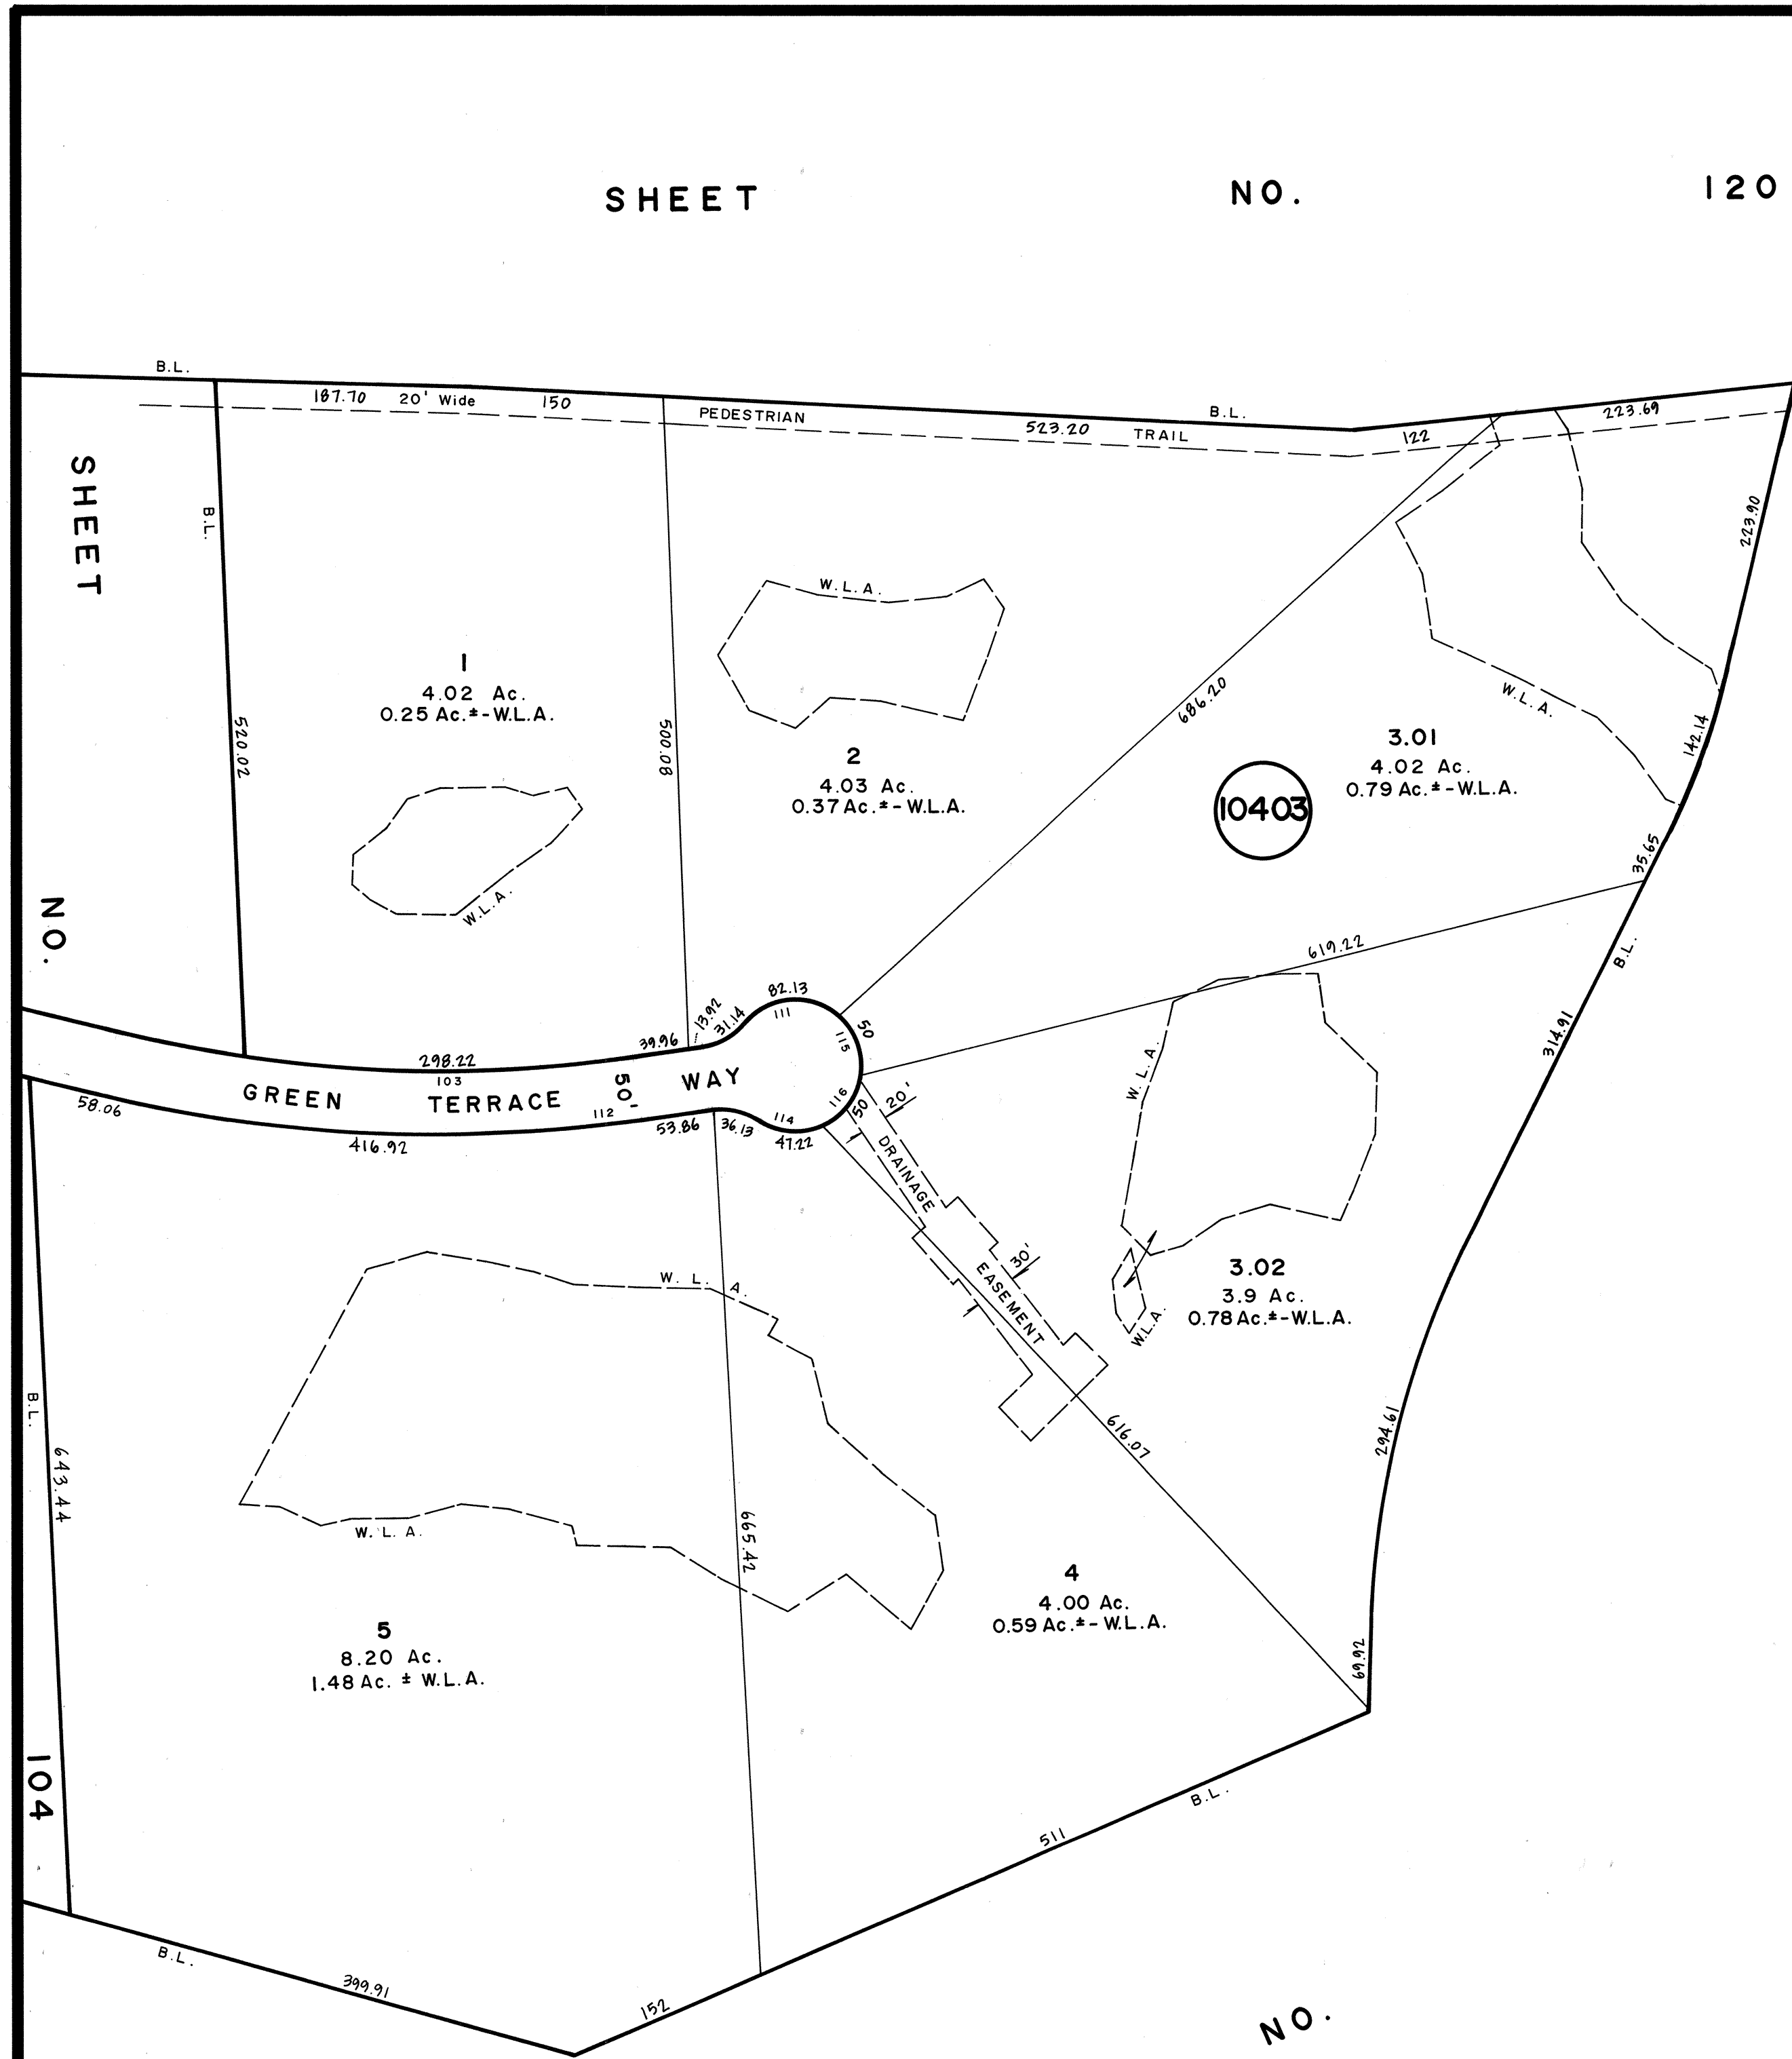 SHEET NO. 120
B.L.
187.70 20' Wide 150
PEDESTRIAN
523.20 TRAIL
B.L.
122
223.69
SHEET
B.L.
520.02
500.08
686.20
223.90
142.14
35.65
W.L.A.
1
4.02 Ac.
0.25 Ac.±-W.L.A.
W.L.A.
2
4.03 Ac.
0.37 Ac.±-W.L.A.
3.01
4.02 Ac.
0.79 Ac.±-W.L.A.
W.L.A.
10403
NO.
619.22
B.L.
314.91
82.13
111
13.92
31.14
39.96
50
115
298.22
103
GREEN TERRACE WAY
50'
112
58.06
416.92
53.86
36.13
114
47.22
116
50
20'
DRAINAGE
30'
EASEMENT
W.L.A.
W.L.A.
3.02
3.9 Ac.
0.78 Ac.±-W.L.A.
W.L.A.
B.L.
643.44
W.L.A.
665.42
616.07
294.61
69.92
4
4.00 Ac.
0.59 Ac.±-W.L.A.
5
8.20 Ac.
1.48 Ac. ± W.L.A.
104
B.L.
511
B.L.
399.91
152
NO.